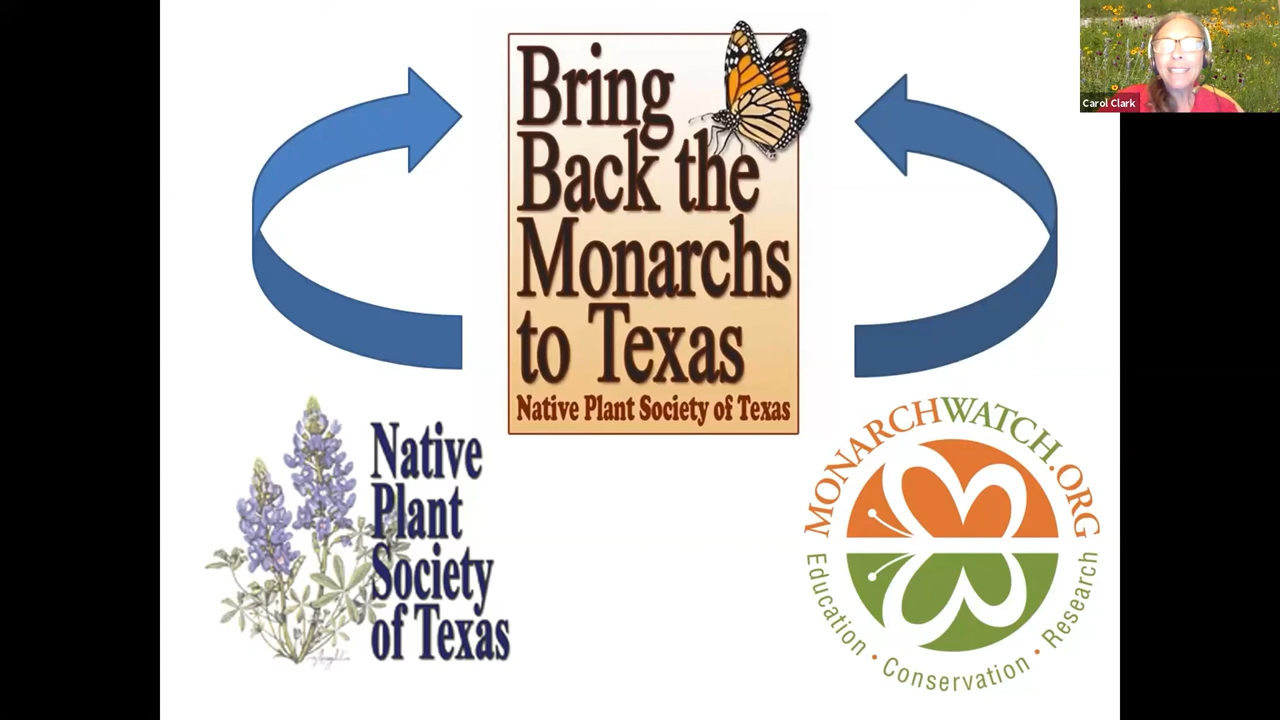 Bring
Back the
Monarchs
to Texas
Native Plant Society of Texas
Carol Clark
Native
Plant
Society
of Texas
MONARCHWATCH.ORG
Education • Conservation • Research